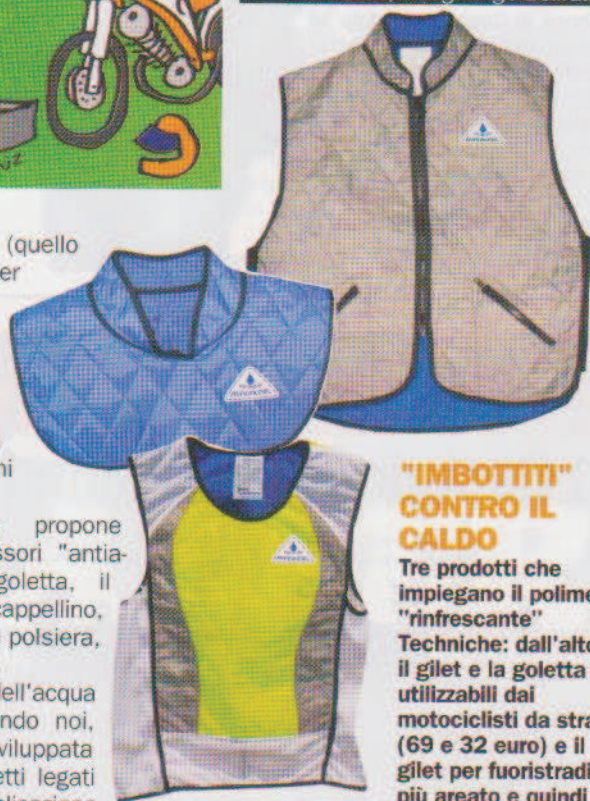 (quello
er
ni
propone
ssori "antia-
goletta, il
cappellino,
polsiera,
ell'acqua
ndo noi,
viluppata
etti legati
"IMBOTTITI"
CONTRO IL
CALDO
Tre prodotti che
impiegano il polime
"rinfrescante"
Techniche: dall'alto
il gilet e la goletta
utilizzabili dai
motociclisti da stra
(69 e 32 euro) e il
gilet per fuoristradi
più areato e quindi